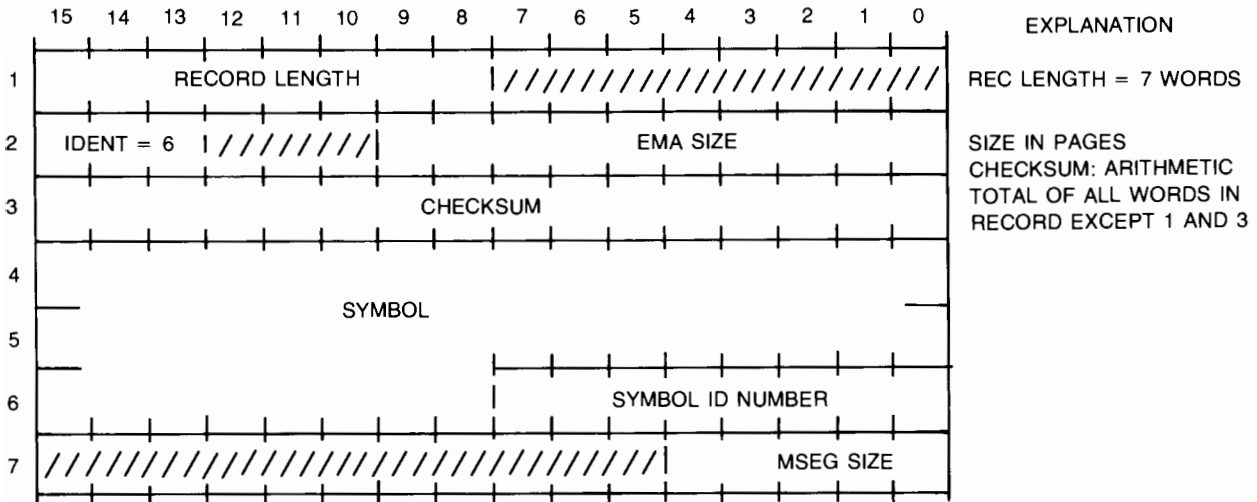 15 14 13 12 11 10 9 8 7 6 5 4 3 2 1 0
EXPLANATION
1 RECORD LENGTH REC LENGTH = 7 WORDS
2 IDENT = 6 EMA SIZE SIZE IN PAGES
CHECKSUM: ARITHMETIC
3 CHECKSUM TOTAL OF ALL WORDS IN
RECORD EXCEPT 1 AND 3
4
SYMBOL
5
6 SYMBOL ID NUMBER
7 MSEG SIZE